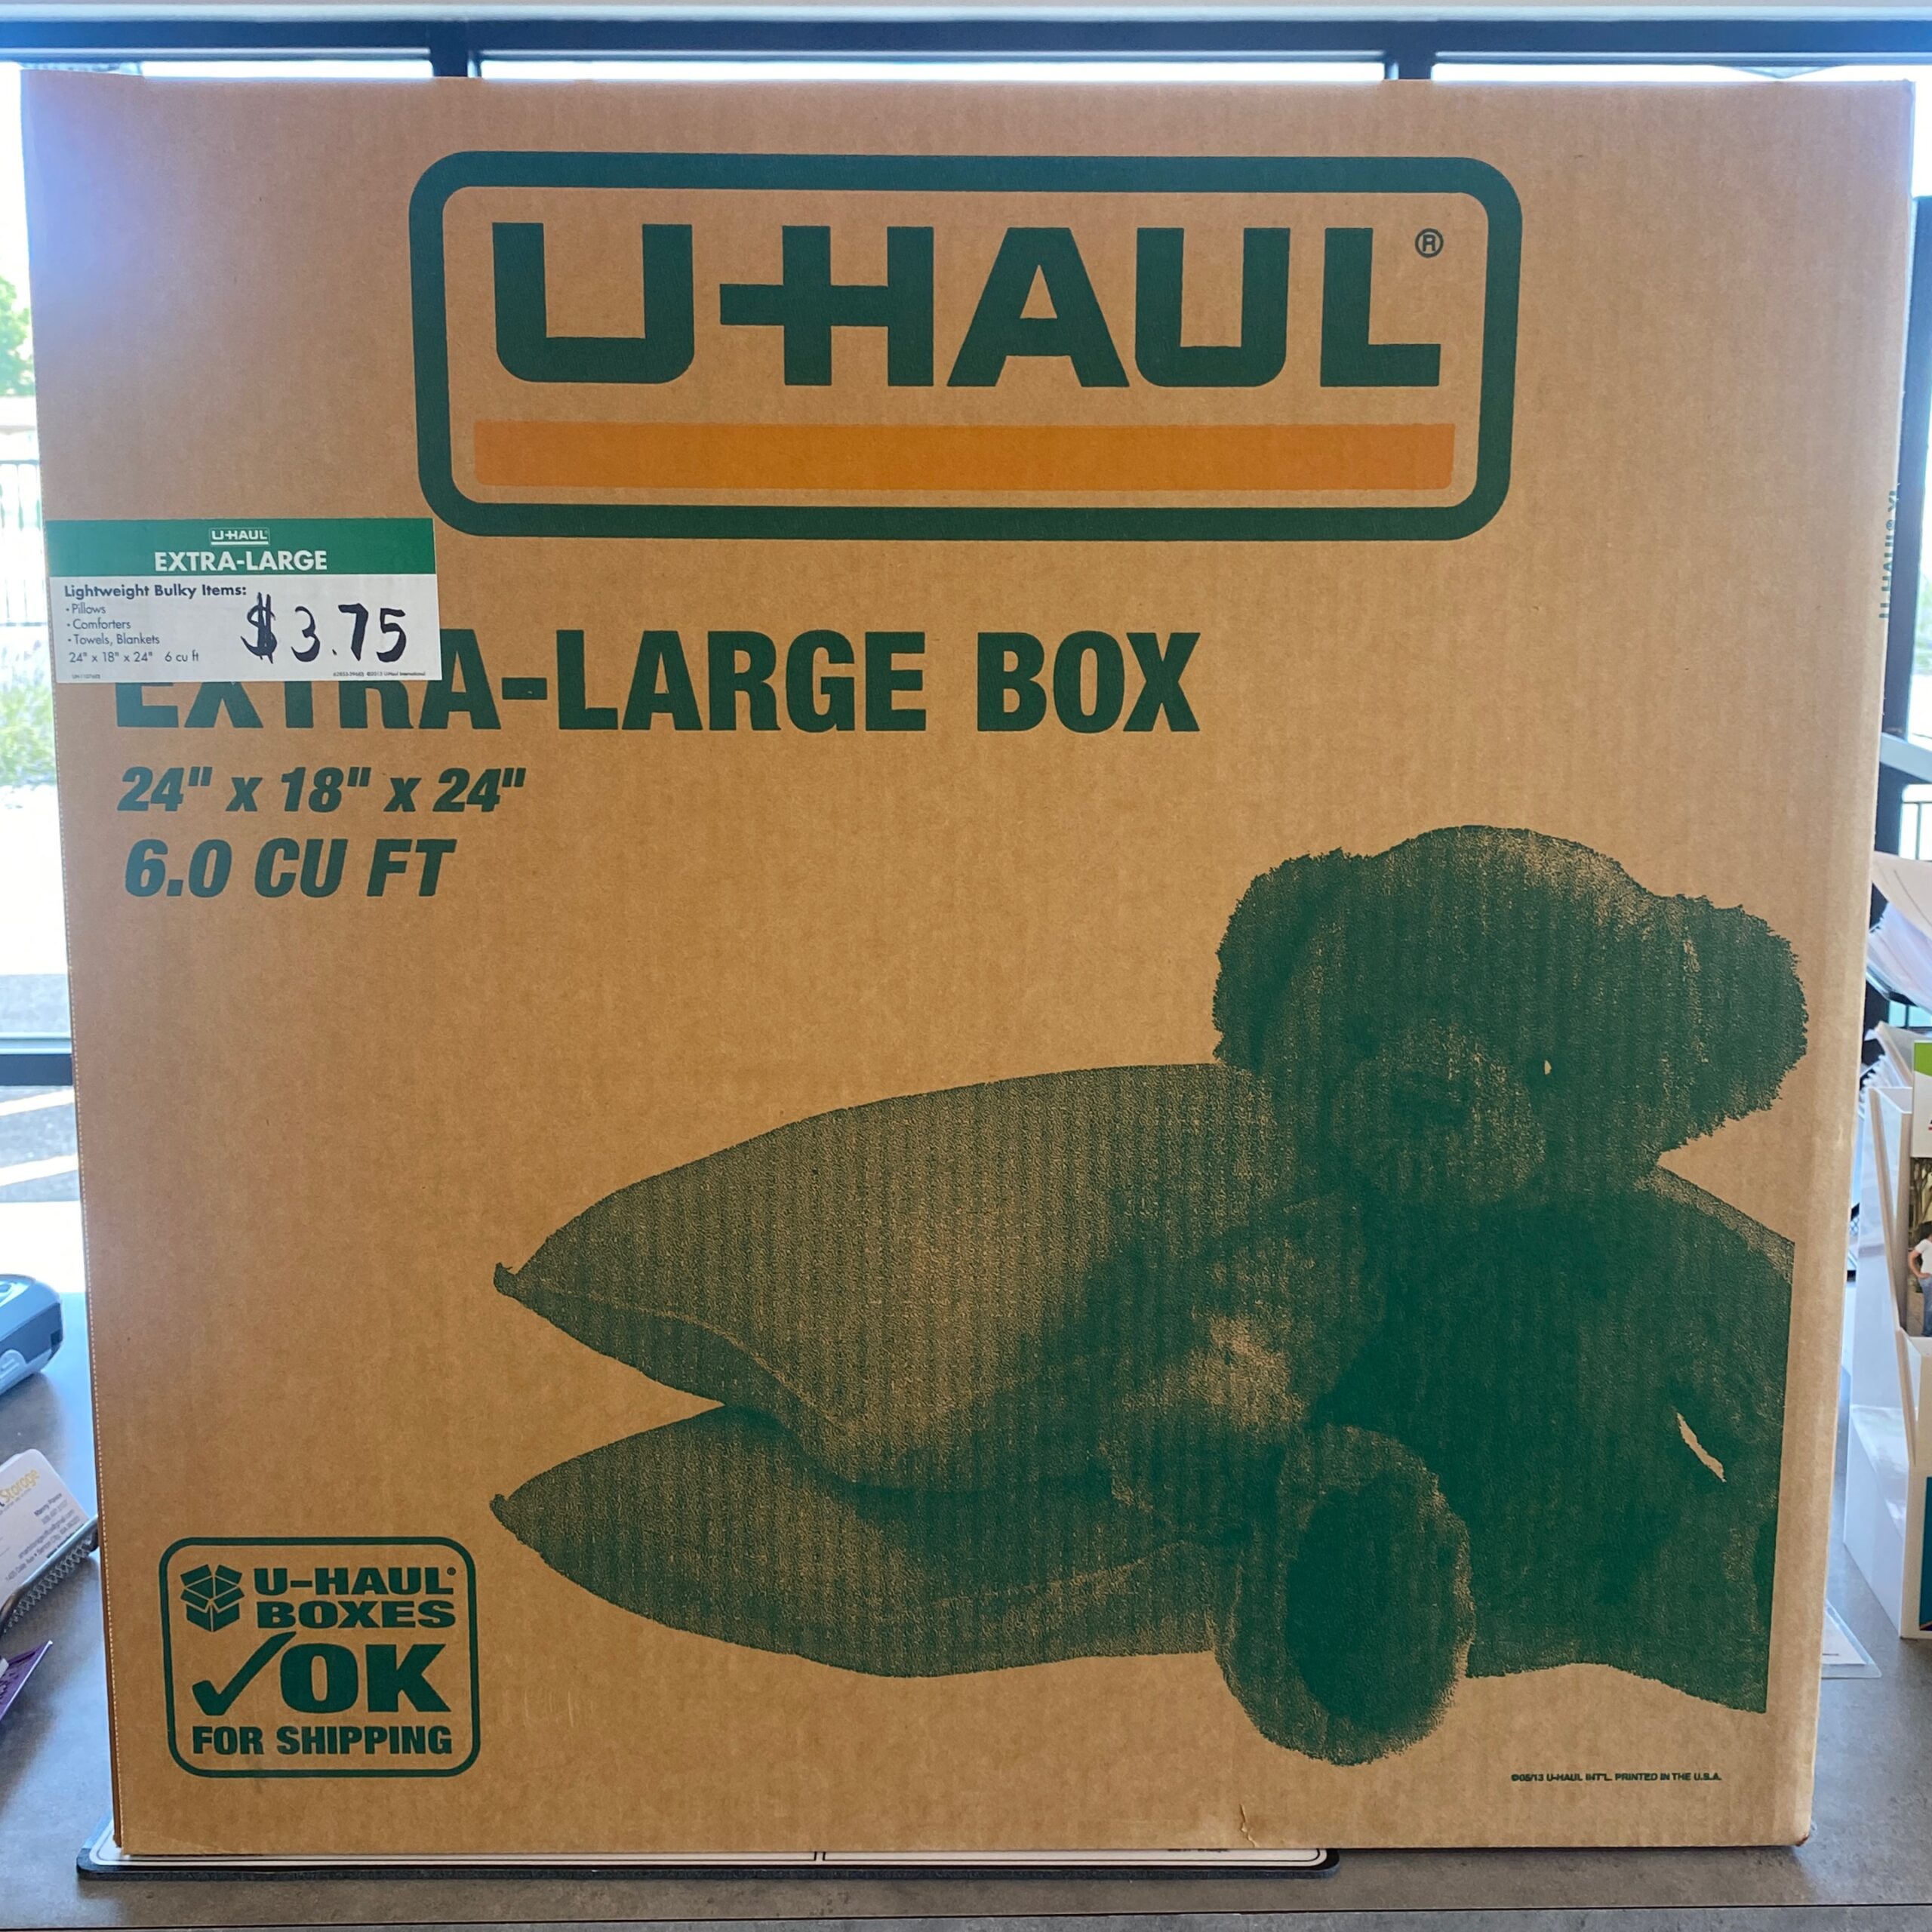 U-HAUL®
U-HAUL
EXTRA-LARGE
Lightweight Bulky Items:
• Pillows
• Comforters
• Towels, Blankets
24" x 18" x 24" 6 cu ft
$3.75
EXTRA-LARGE BOX
24" x 18" x 24"
6.0 CU FT
U-HAUL®
BOXES
✓OK
FOR SHIPPING
©05/13 U-HAUL INT'L. PRINTED IN THE U.S.A.
Storage